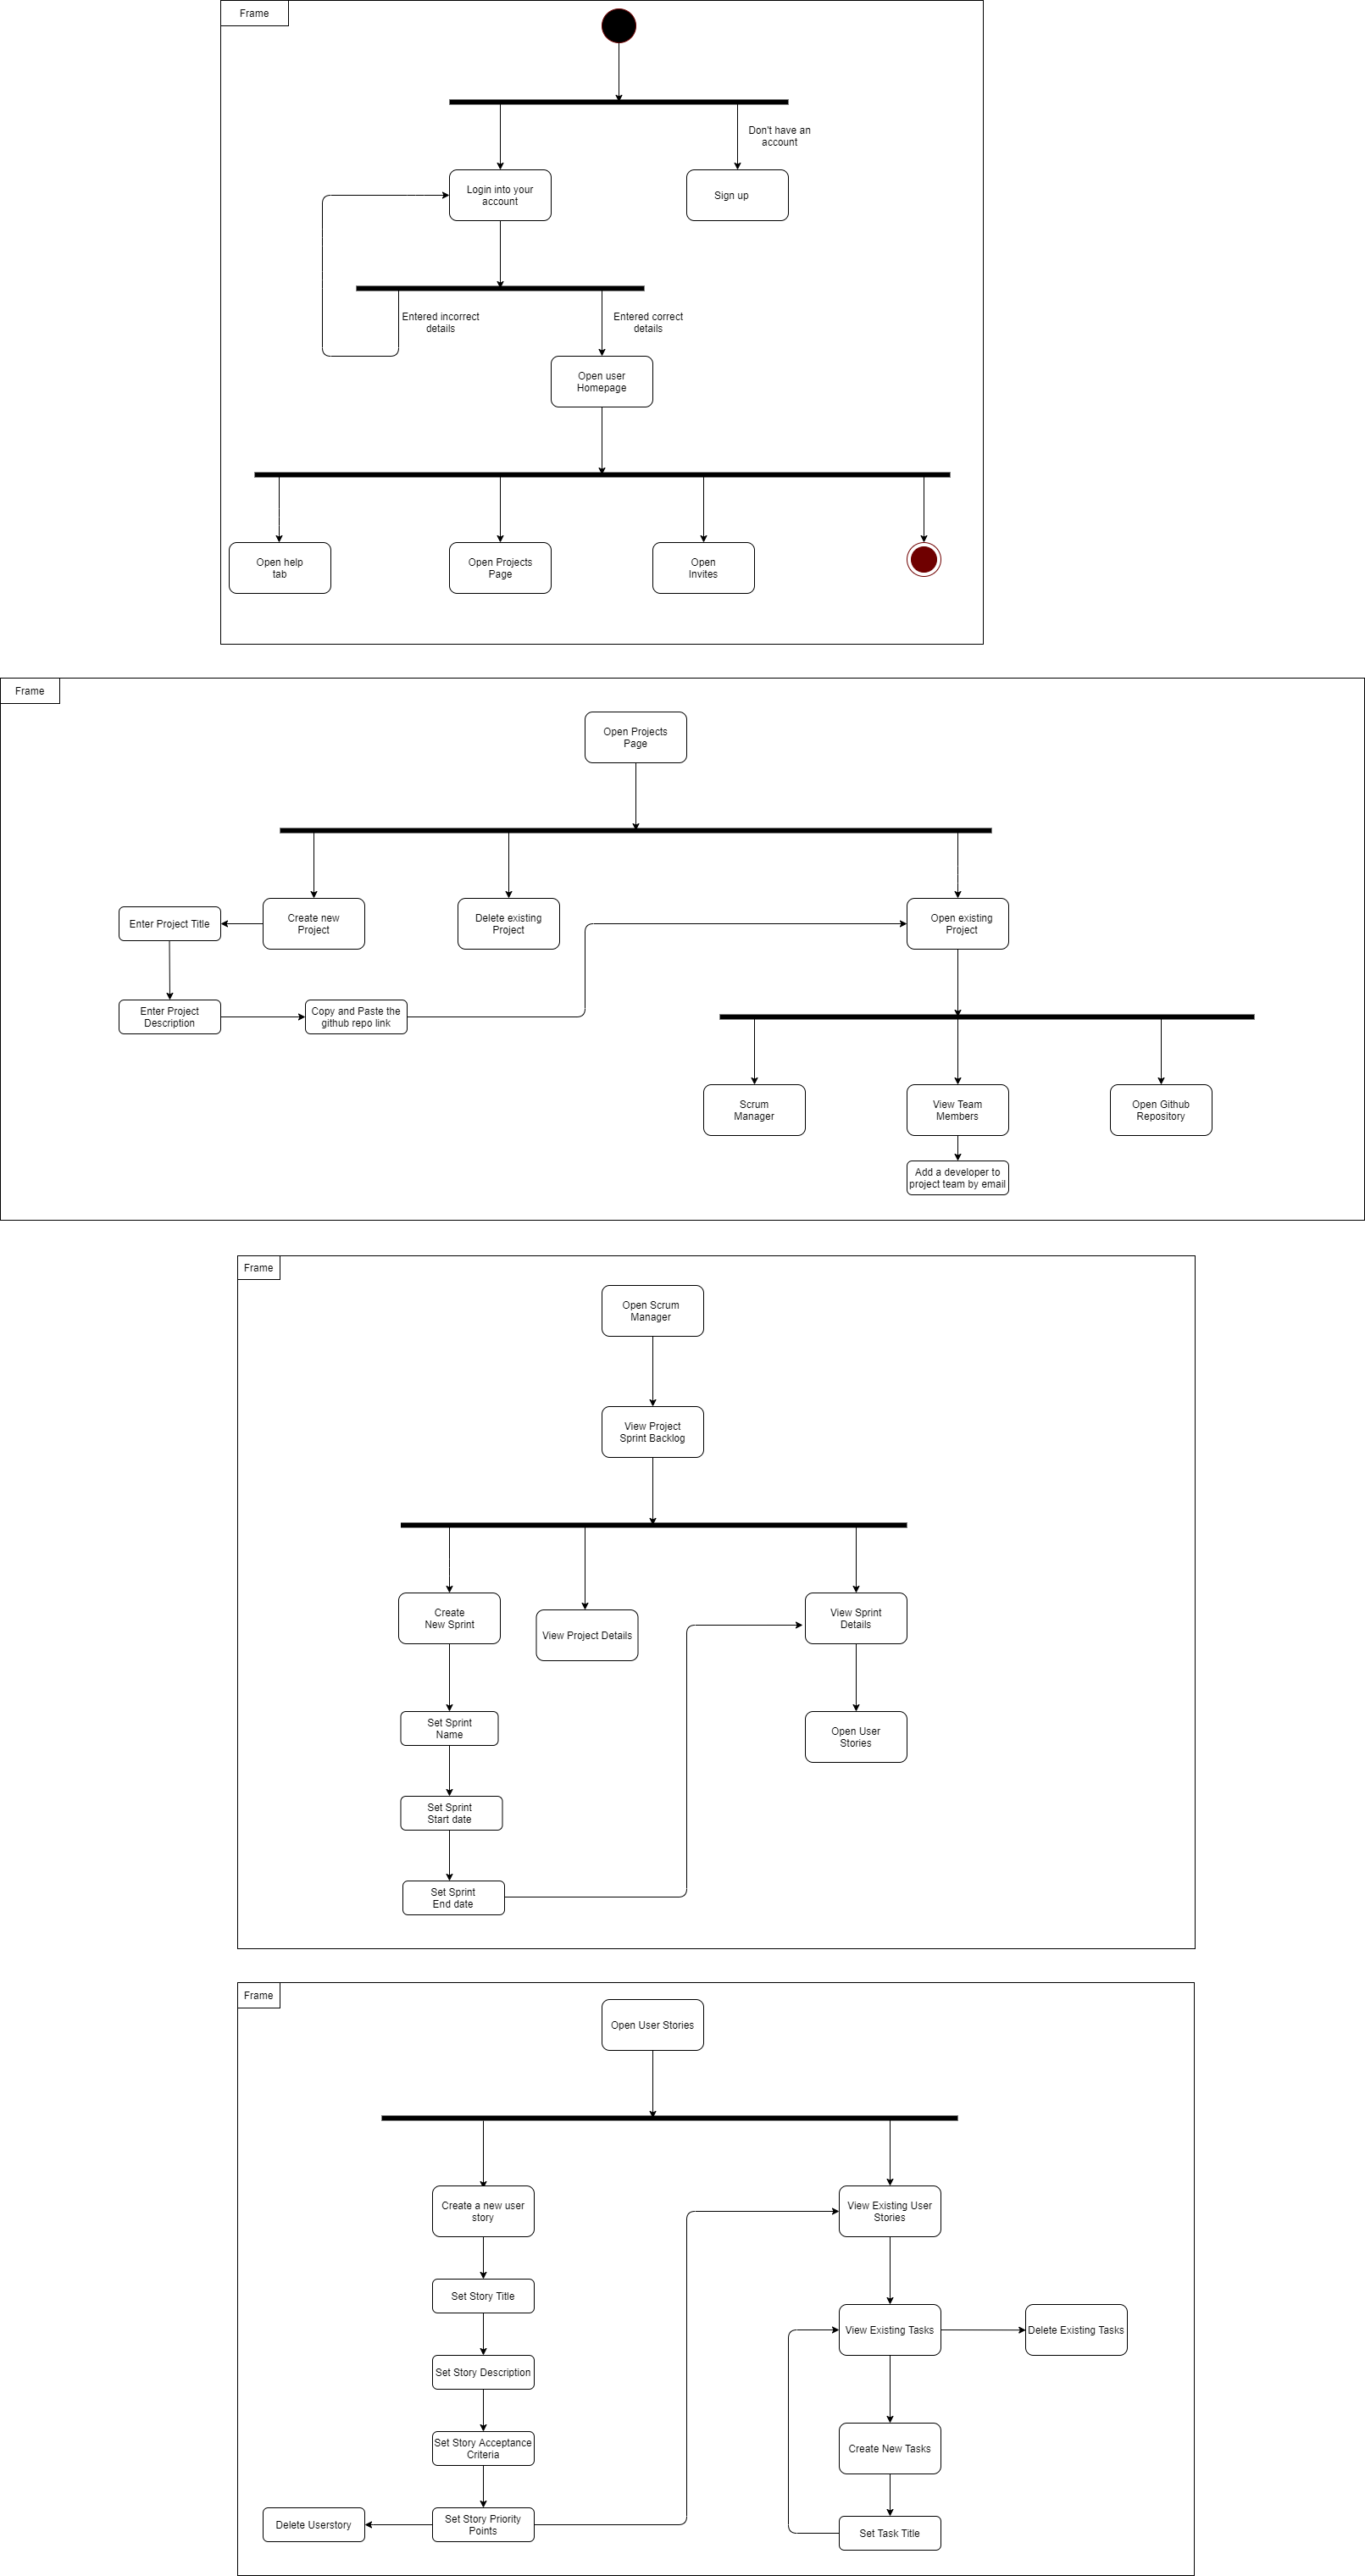 Frame
Don't have an
account
Login into your
account
Sign up
Entered incorrect
details
Entered correct
details
Open user
Homepage
Open help
tab
Open Projects
Page
Open
Invites
Frame
Open Projects
Page
Enter Project Title
Create new
Project
Delete existing
Project
Open existing
Project
Enter Project
Description
Copy and Paste the
github repo link
Scrum
Manager
View Team
Members
Open Github
Repository
Add a developer to
project team by email
Frame
Open Scrum
Manager
View Project
Sprint Backlog
Create
New Sprint
View Project Details
View Sprint
Details
Set Sprint
Name
Open User
Stories
Set Sprint
Start date
Set Sprint
End date
Frame
Open User Stories
Create a new user
story
View Existing User
Stories
Set Story Title
View Existing Tasks
Delete Existing Tasks
Set Story Description
Set Story Acceptance
Criteria
Create New Tasks
Delete Userstory
Set Story Priority
Points
Set Task Title